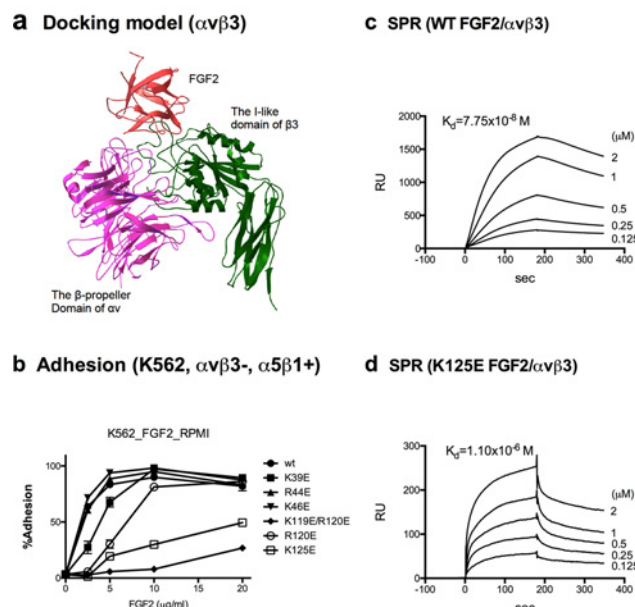 a Docking model (αvβ3)
FGF2
The I-like
domain of β3
The β-propeller
Domain of αv
b Adhesion (K562, αvβ3-, α5β1+)
K562_FGF2_RPMI
%Adhesion
100
50
0
0
5
10
15
20
FGF2 (μg/ml)
wt
K39E
R44E
K46E
K119E/R120E
R120E
K125E
c SPR (WT FGF2/αvβ3)
Kd=7.75x10-8 M
RU
2000
1500
1000
500
0
-100
0
100
200
300
400
sec
(μM)
2
1
0.5
0.25
0.125
d SPR (K125E FGF2/αvβ3)
Kd=1.10x10-6 M
RU
300
200
100
0
-100
0
100
200
300
400
(μM)
2
1
0.5
0.25
0.125